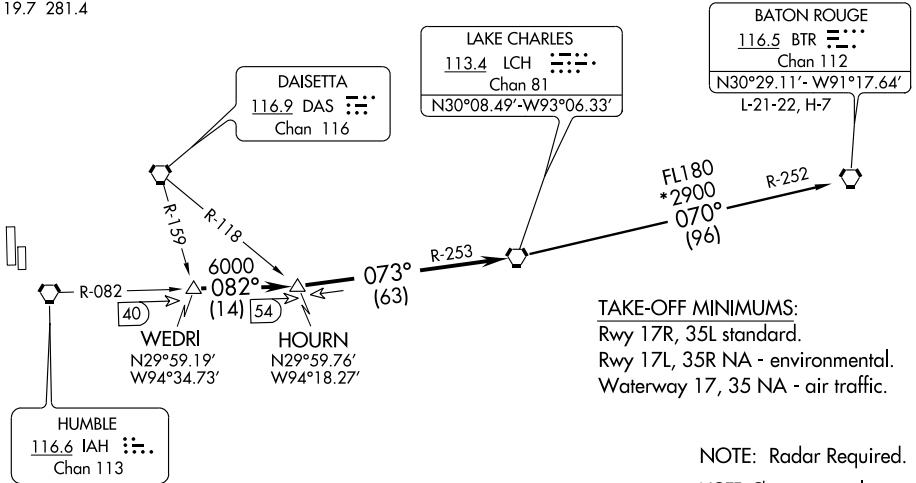 19.7 281.4
BATON ROUGE
116.5 BTR
Chan 112
N30°29.11'- W91°17.64'
L-21-22, H-7
LAKE CHARLES
113.4 LCH
Chan 81
N30°08.49'-W93°06.33'
DAISETTA
116.9 DAS
Chan 116
R-159
R-118
FL180
*2900
070°
(96)
R-252
R-253
073°
(63)
6000
082°
(14)
R-082
40
54
WEDRI
N29°59.19'
W94°34.73'
HOURN
N29°59.76'
W94°18.27'
HUMBLE
116.6 IAH
Chan 113
TAKE-OFF MINIMUMS:
Rwy 17R, 35L standard.
Rwy 17L, 35R NA - environmental.
Waterway 17, 35 NA - air traffic.
NOTE: Radar Required.